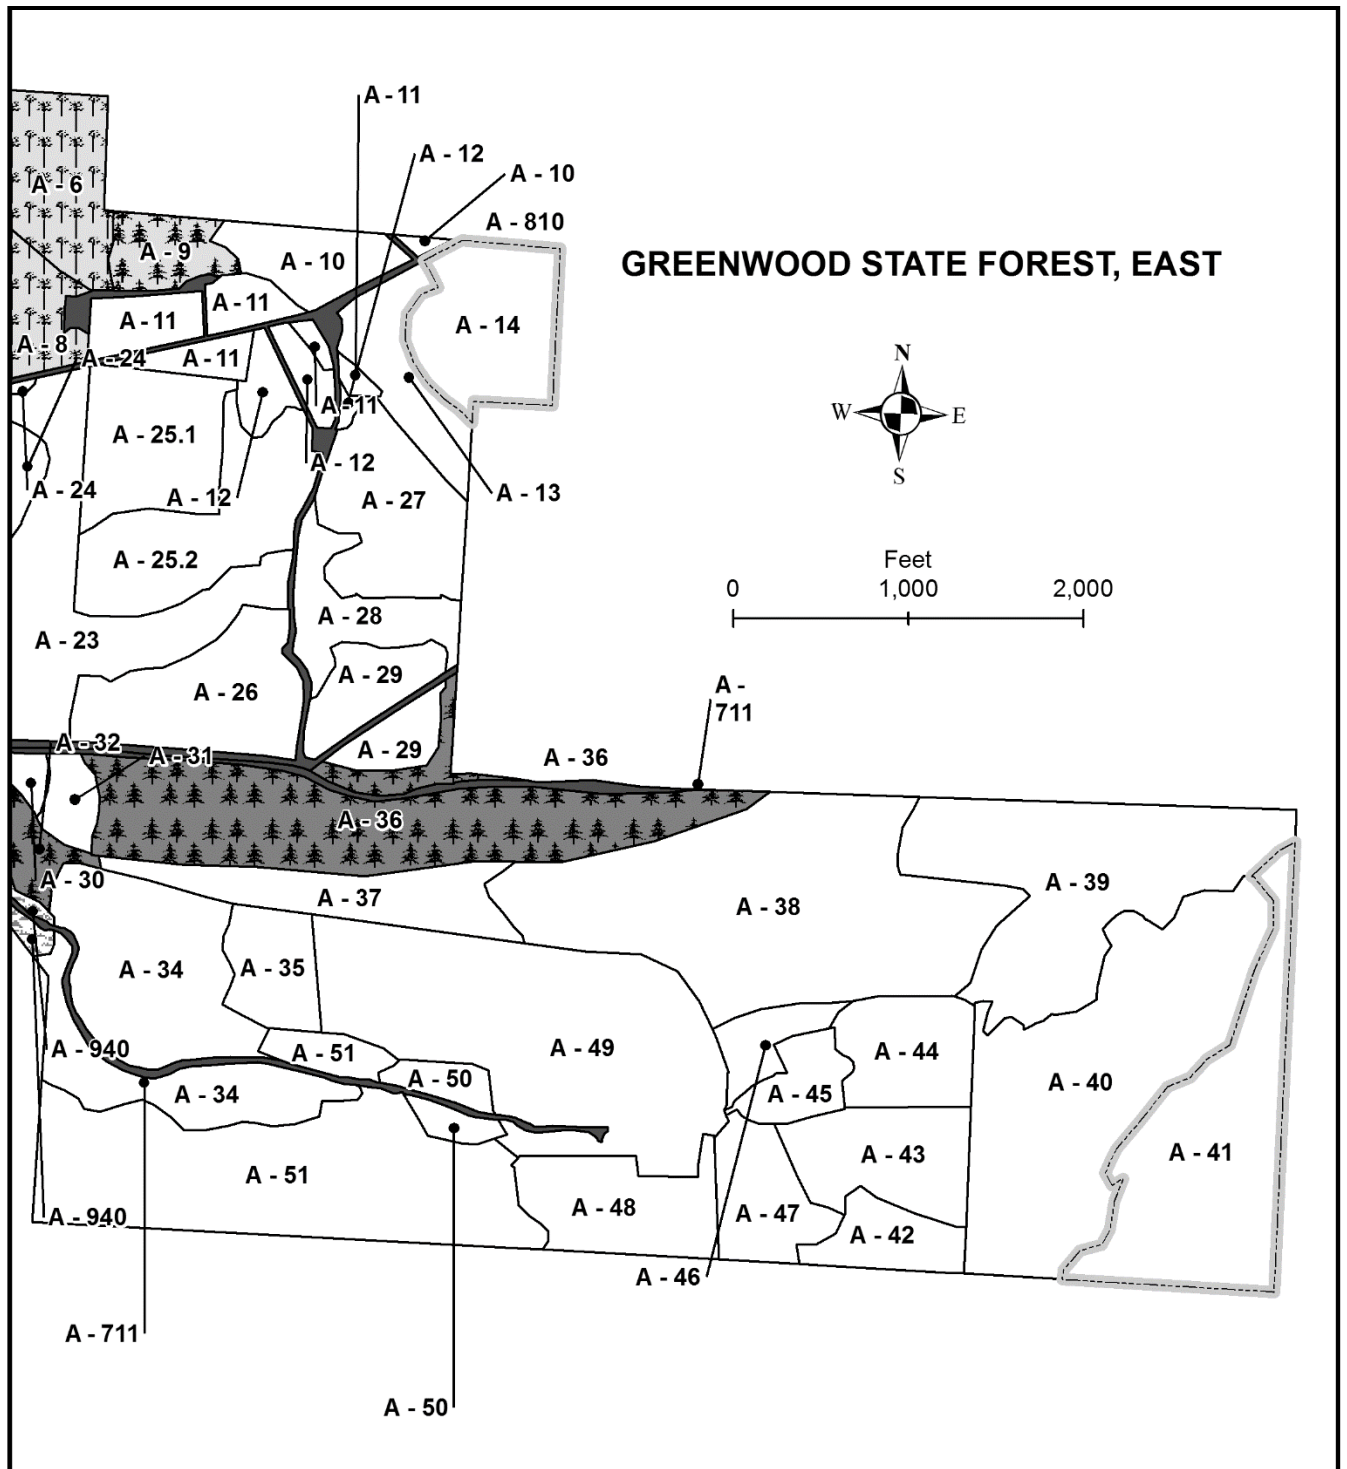 A - 11
A - 12
A - 10
A - 6
A - 810
A - 9
A - 10
GREENWOOD STATE FOREST, EAST
A - 11
A - 11
A - 14
A - 8
A - 24
A - 11
N
W
E
S
A - 11
A - 25.1
A - 12
A - 24
A - 12
A - 27
A - 13
A - 25.2
Feet
0
1,000
2,000
A - 28
A - 23
A - 29
A - 26
A -
711
A - 32
A - 31
A - 29
A - 36
A - 36
A - 30
A - 37
A - 38
A - 39
A - 34
A - 35
A - 940
A - 51
A - 49
A - 44
A - 50
A - 34
A - 45
A - 40
A - 43
A - 41
A - 51
A - 48
A - 47
A - 940
A - 42
A - 46
A - 711
A - 50